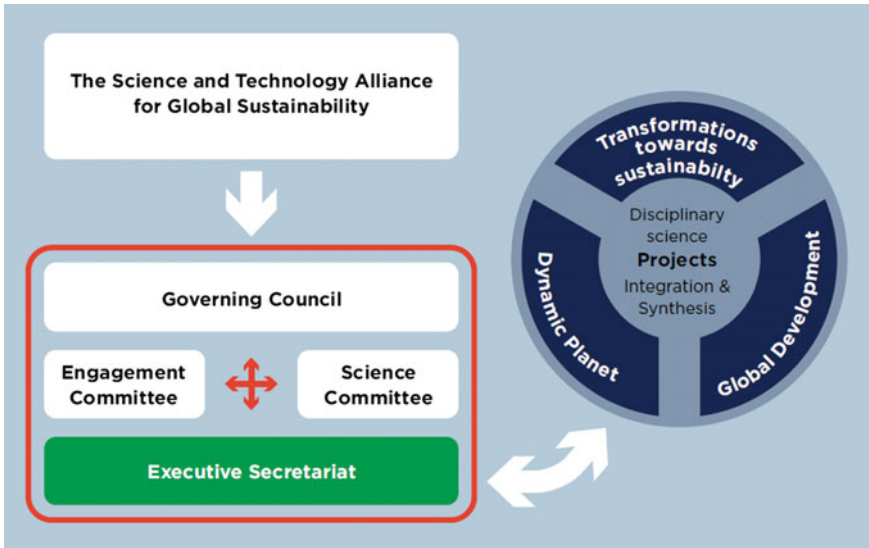 The Science and Technology Alliance
for Global Sustainability
Governing Council
Engagement
Committee
Science
Committee
Executive Secretariat
Transformations
towards
sustainabilty
Disciplinary
science
Projects
Integration &
Synthesis
Dynamic Planet
Global Development